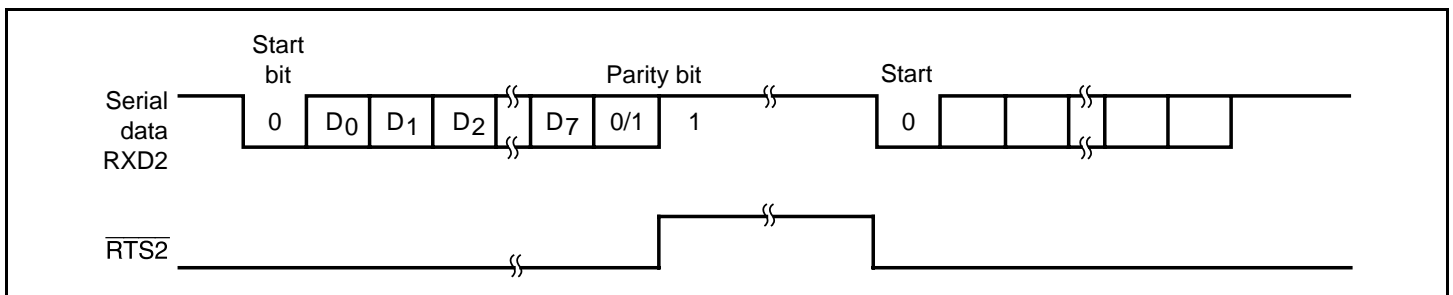 Start
bit
Parity bit
Start
Serial
data
RXD2
0 D0 D1 D2 D7 0/1 1 0
RTS2